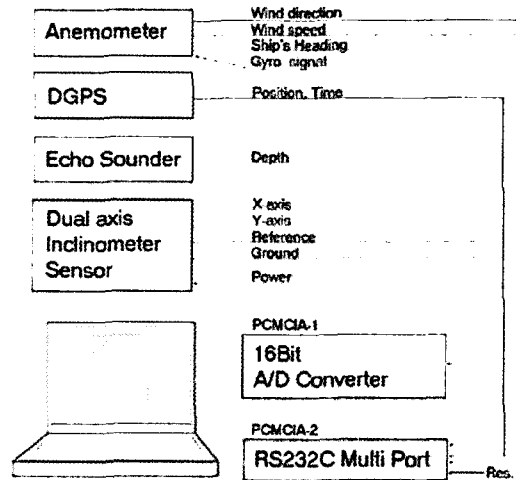 Anemometer
Wind direction
Wind speed
Ship's Heading
Gyro signal
DGPS
Position, Time
Echo Sounder
Depth
Dual axis
Inclinometer
Sensor
X axis
Y-axis
Reference
Ground
Power
PCMCIA-1
16Bit
A/D Converter
PCMCIA-2
RS232C Multi Port
Res.